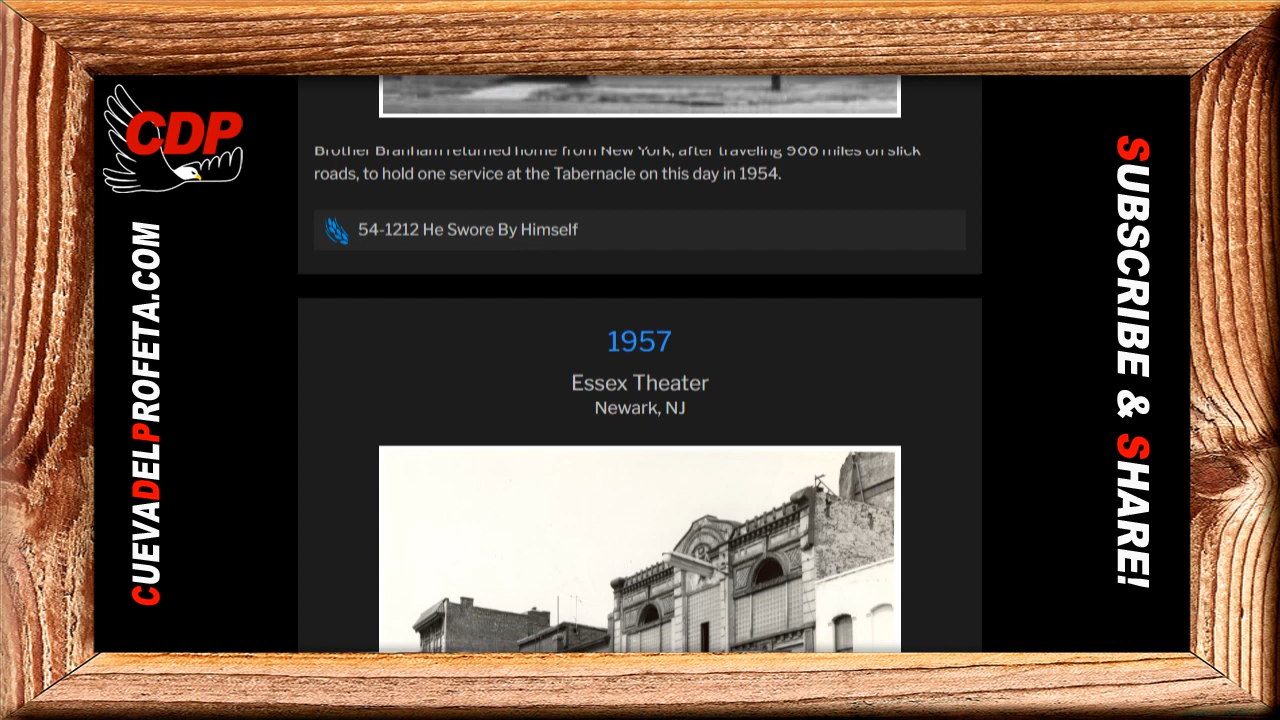 CDP
CUEVADELPROFETA.COM
Brother Branham returned home from New York, after traveling 900 miles on slick
roads, to hold one service at the Tabernacle on this day in 1954.
54-1212 He Swore By Himself
1957
Essex Theater
Newark, NJ
SUBSCRIBE & SHARE!